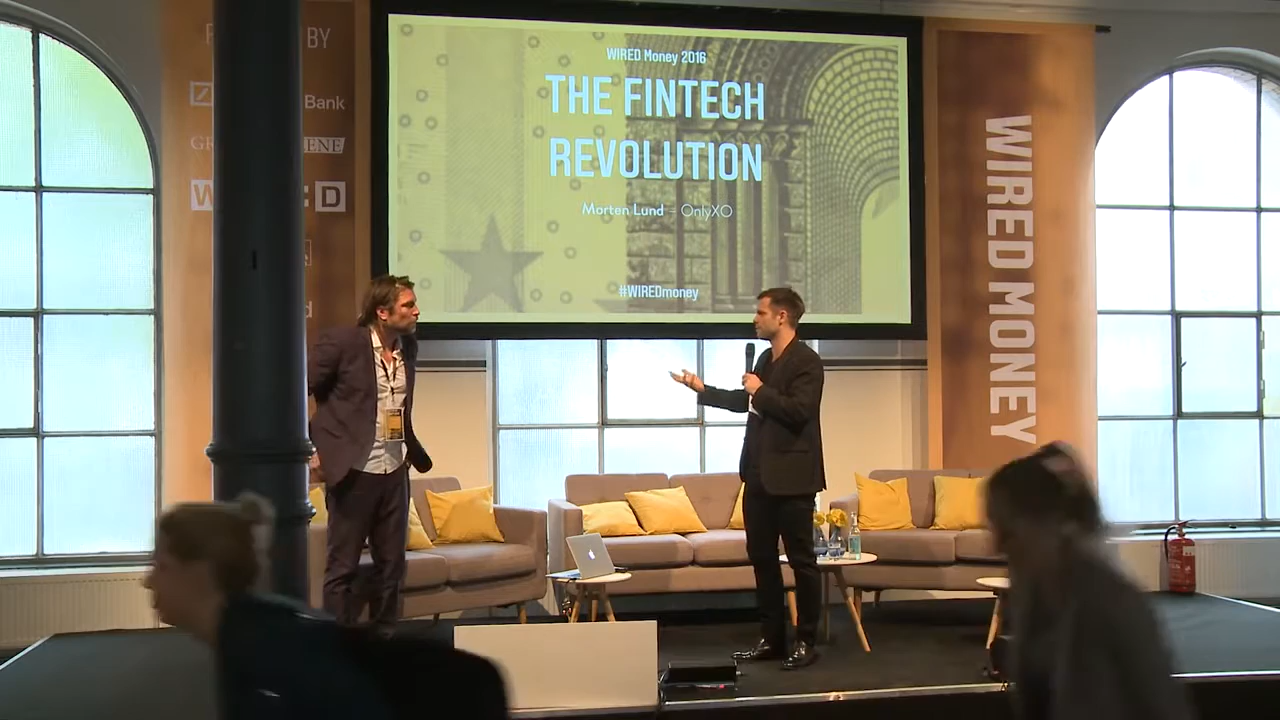 BY
Bank
WIRED Money 2016
THE FINTECH
REVOLUTION
Morten Lund – OnlyXO
#WIREDmoney
WIRED MONEY